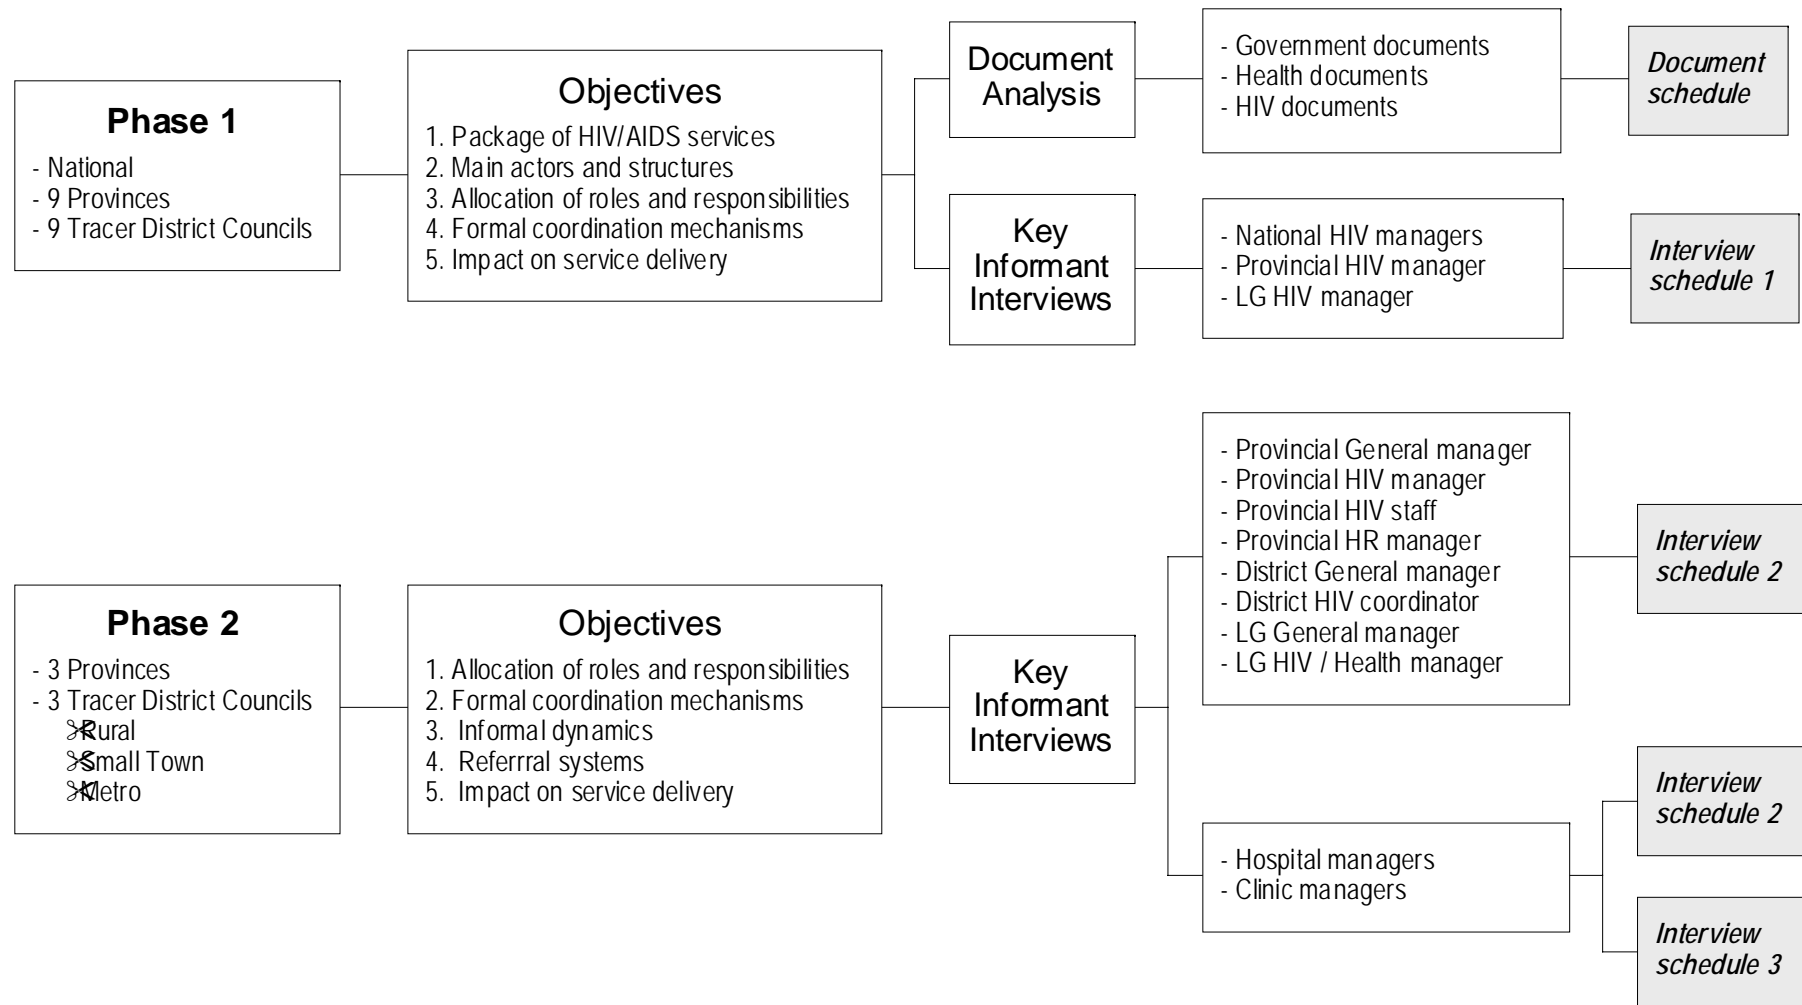 Phase 1
- National
- 9 Provinces
- 9 Tracer District Councils
Objectives
1. Package of HIV/AIDS services
2. Main actors and structures
3. Allocation of roles and responsibilities
4. Formal coordination mechanisms
5. Impact on service delivery
Document
Analysis
- Government documents
- Health documents
- HIV documents
Document
schedule
Key
Informant
Interviews
- National HIV managers
- Provincial HIV manager
- LG HIV manager
Interview
schedule 1
Phase 2
- 3 Provinces
- 3 Tracer District Councils
✂Rural
✂Small Town
✂Metro
Objectives
1. Allocation of roles and responsibilities
2. Formal coordination mechanisms
3. Informal dynamics
4. Referrral systems
5. Impact on service delivery
Key
Informant
Interviews
- Provincial General manager
- Provincial HIV manager
- Provincial HIV staff
- Provincial HR manager
- District General manager
- District HIV coordinator
- LG General manager
- LG HIV / Health manager
Interview
schedule 2
- Hospital managers
- Clinic managers
Interview
schedule 2
Interview
schedule 3